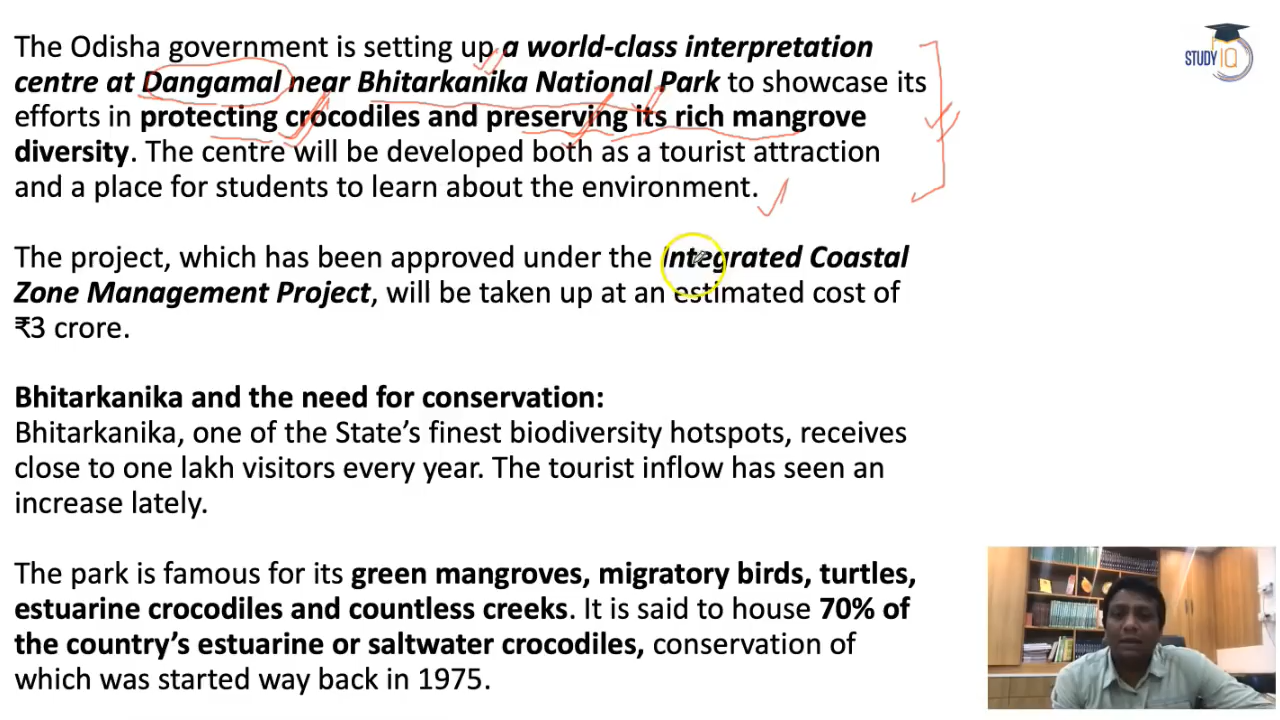 The Odisha government is setting up a world-class interpretation
centre at Dangamal near Bhitarkanika National Park to showcase its
efforts in protecting crocodiles and preserving its rich mangrove
diversity. The centre will be developed both as a tourist attraction
and a place for students to learn about the environment.
The project, which has been approved under the Integrated Coastal
Zone Management Project, will be taken up at an estimated cost of
₹3 crore.
Bhitarkanika and the need for conservation:
Bhitarkanika, one of the State’s finest biodiversity hotspots, receives
close to one lakh visitors every year. The tourist inflow has seen an
increase lately.
The park is famous for its green mangroves, migratory birds, turtles,
estuarine crocodiles and countless creeks. It is said to house 70% of
the country’s estuarine or saltwater crocodiles, conservation of
which was started way back in 1975.
STUDY IQ